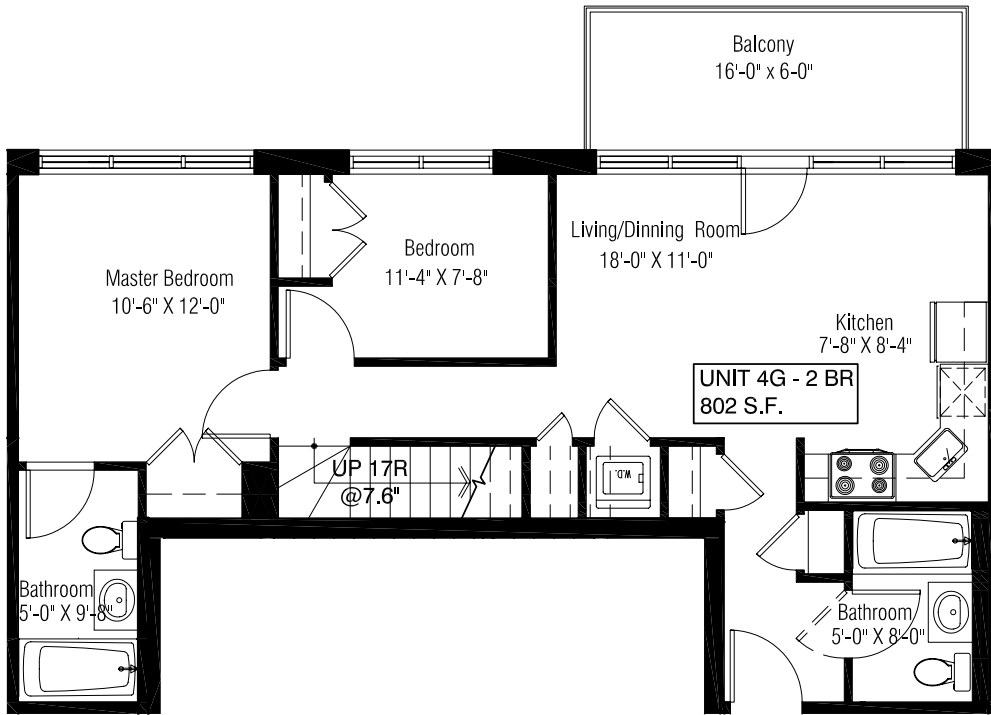 Balcony
16'-0" x 6-0"
Living/Dinning Room
18'-0" X 11'-0"
Bedroom
11'-4" X 7'-8"
Master Bedroom
10'-6" X 12'-0"
Kitchen
7'-8" X 8'-4"
UNIT 4G - 2 BR
802 S.F.
UP 17R
@7.6"
W.D.
Bathroom
5'-0" X 9'-8"
Bathroom
5'-0" X 8'-0"